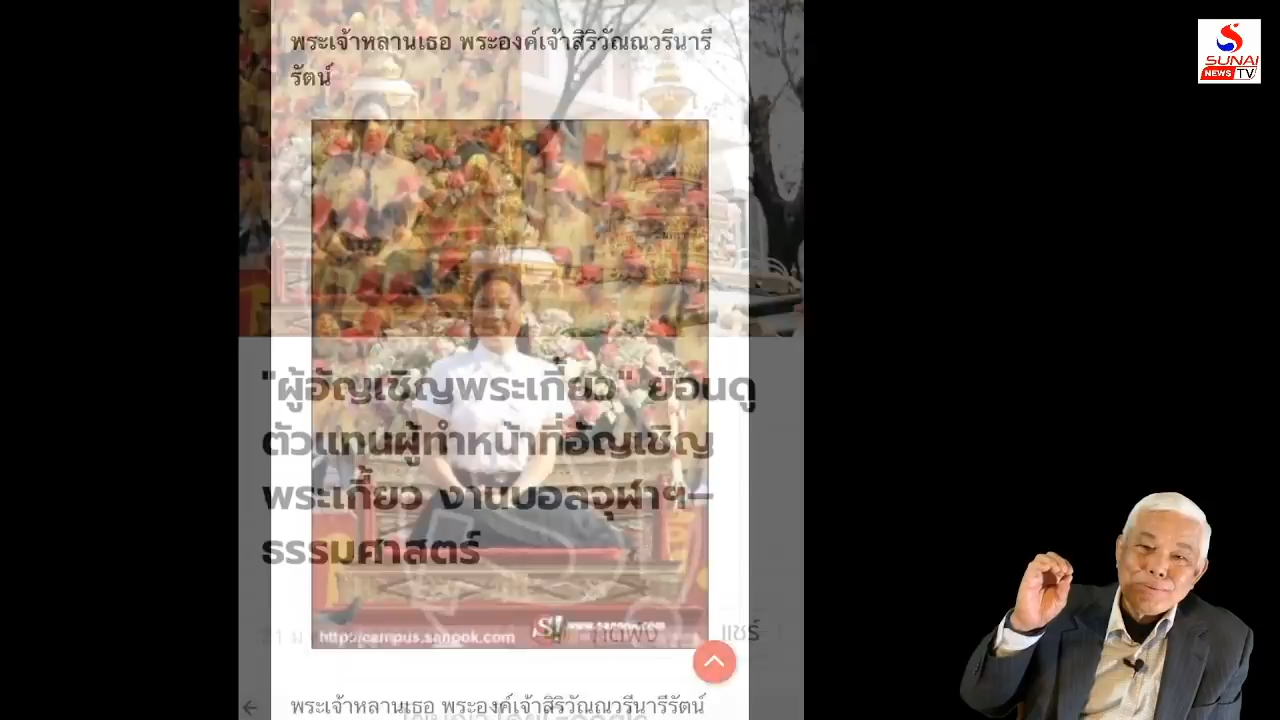 พระเจ้าหลานเธอ พระองค์เจ้าสิริวัณณวรีนารี
รัตน์
SUNAI
NEWS TV
"ผู้อัญเชิญพระเกี้ยว" ย้อนดู
ตัวแทนผู้ทำหน้าที่อัญเชิญ
พระเกี้ยว งานบอลจุฬาฯ–
ธรรมศาสตร์
http://campus.sanook.com
S! www.sanook.com
แชร์
พระเจ้าหลานเธอ พระองค์เจ้าสิริวัณณวรีนารีรัตน์